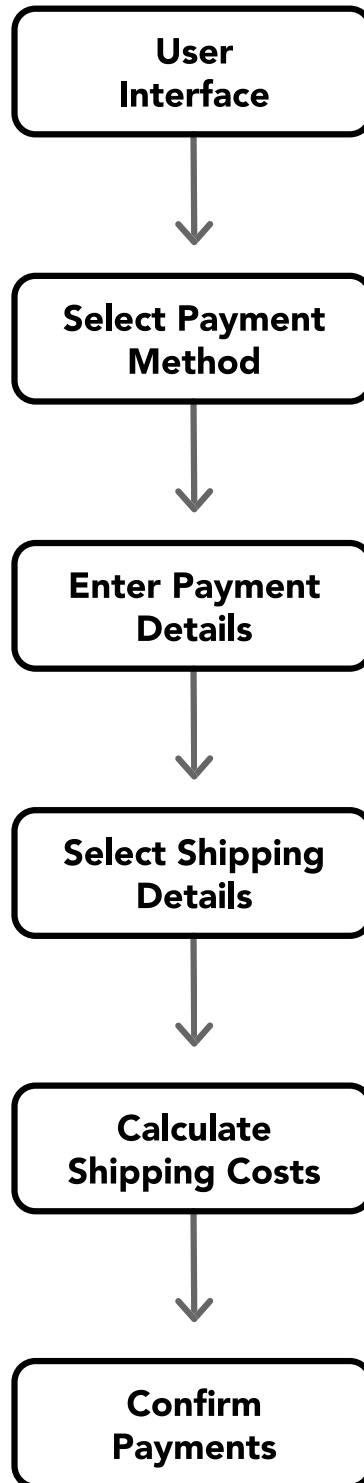 User
Interface
Select Payment
Method
Enter Payment
Details
Select Shipping
Details
Calculate
Shipping Costs
Confirm
Payments